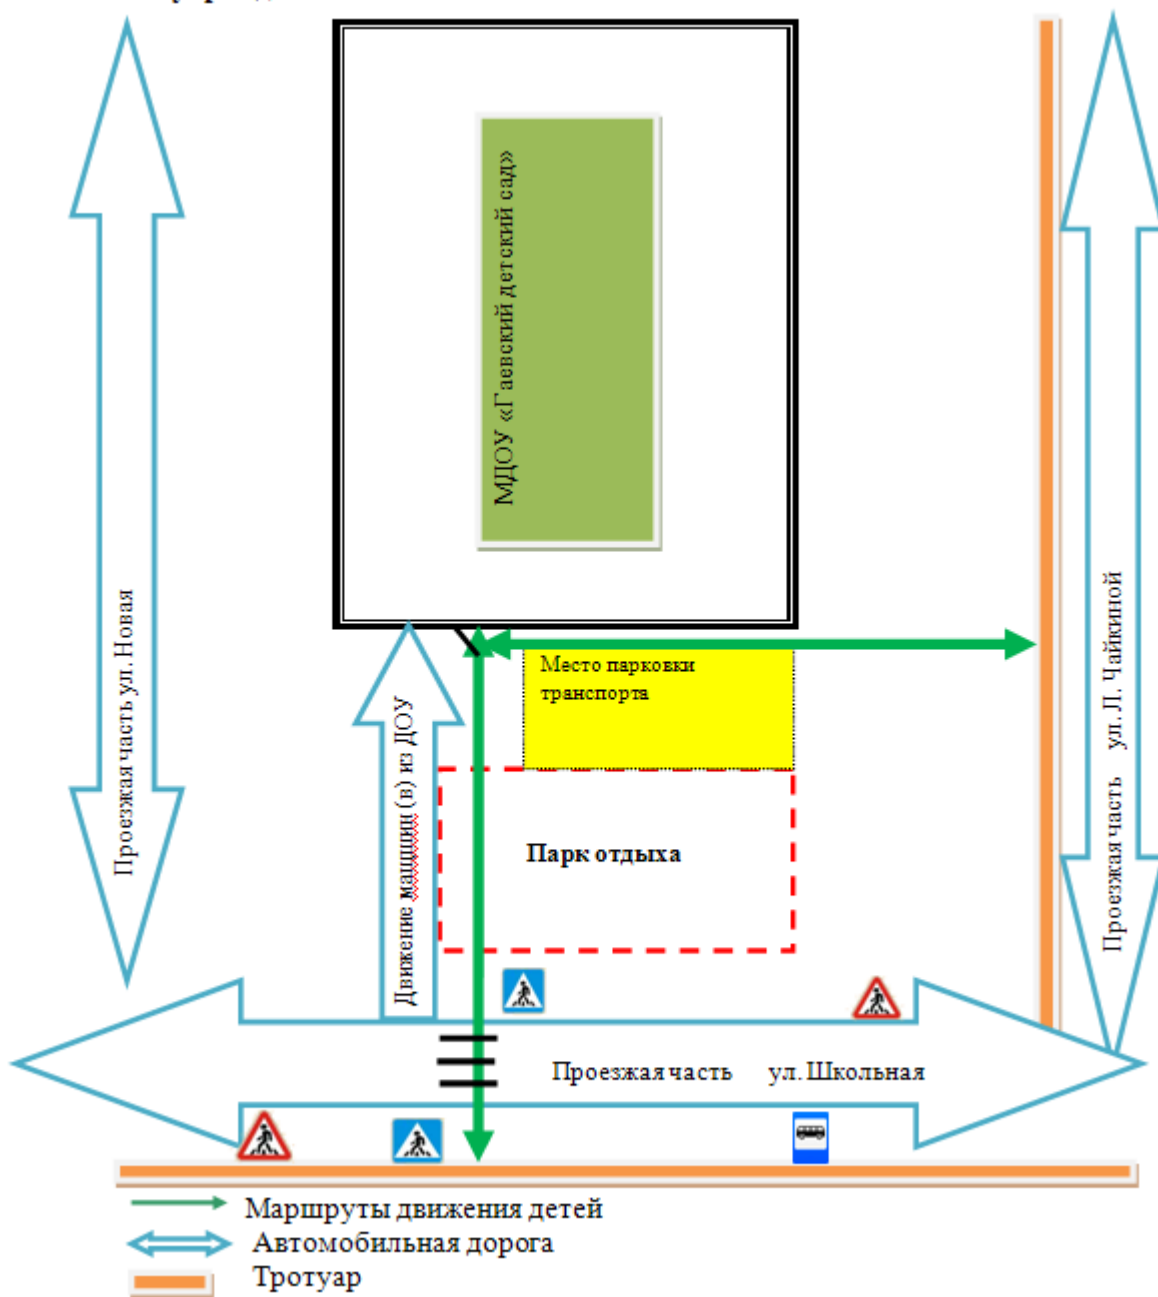 МДОУ «Гаевский детский сад»
Проезжая часть ул. Новая
Место парковки
транспорта
Проезжая часть ул. Л. Чайкиной
Движение машшин (в) из ДОУ
Парк отдыха
Проезжая часть ул. Школьная
Маршруты движения детей
Автомобильная дорога
Тротуар